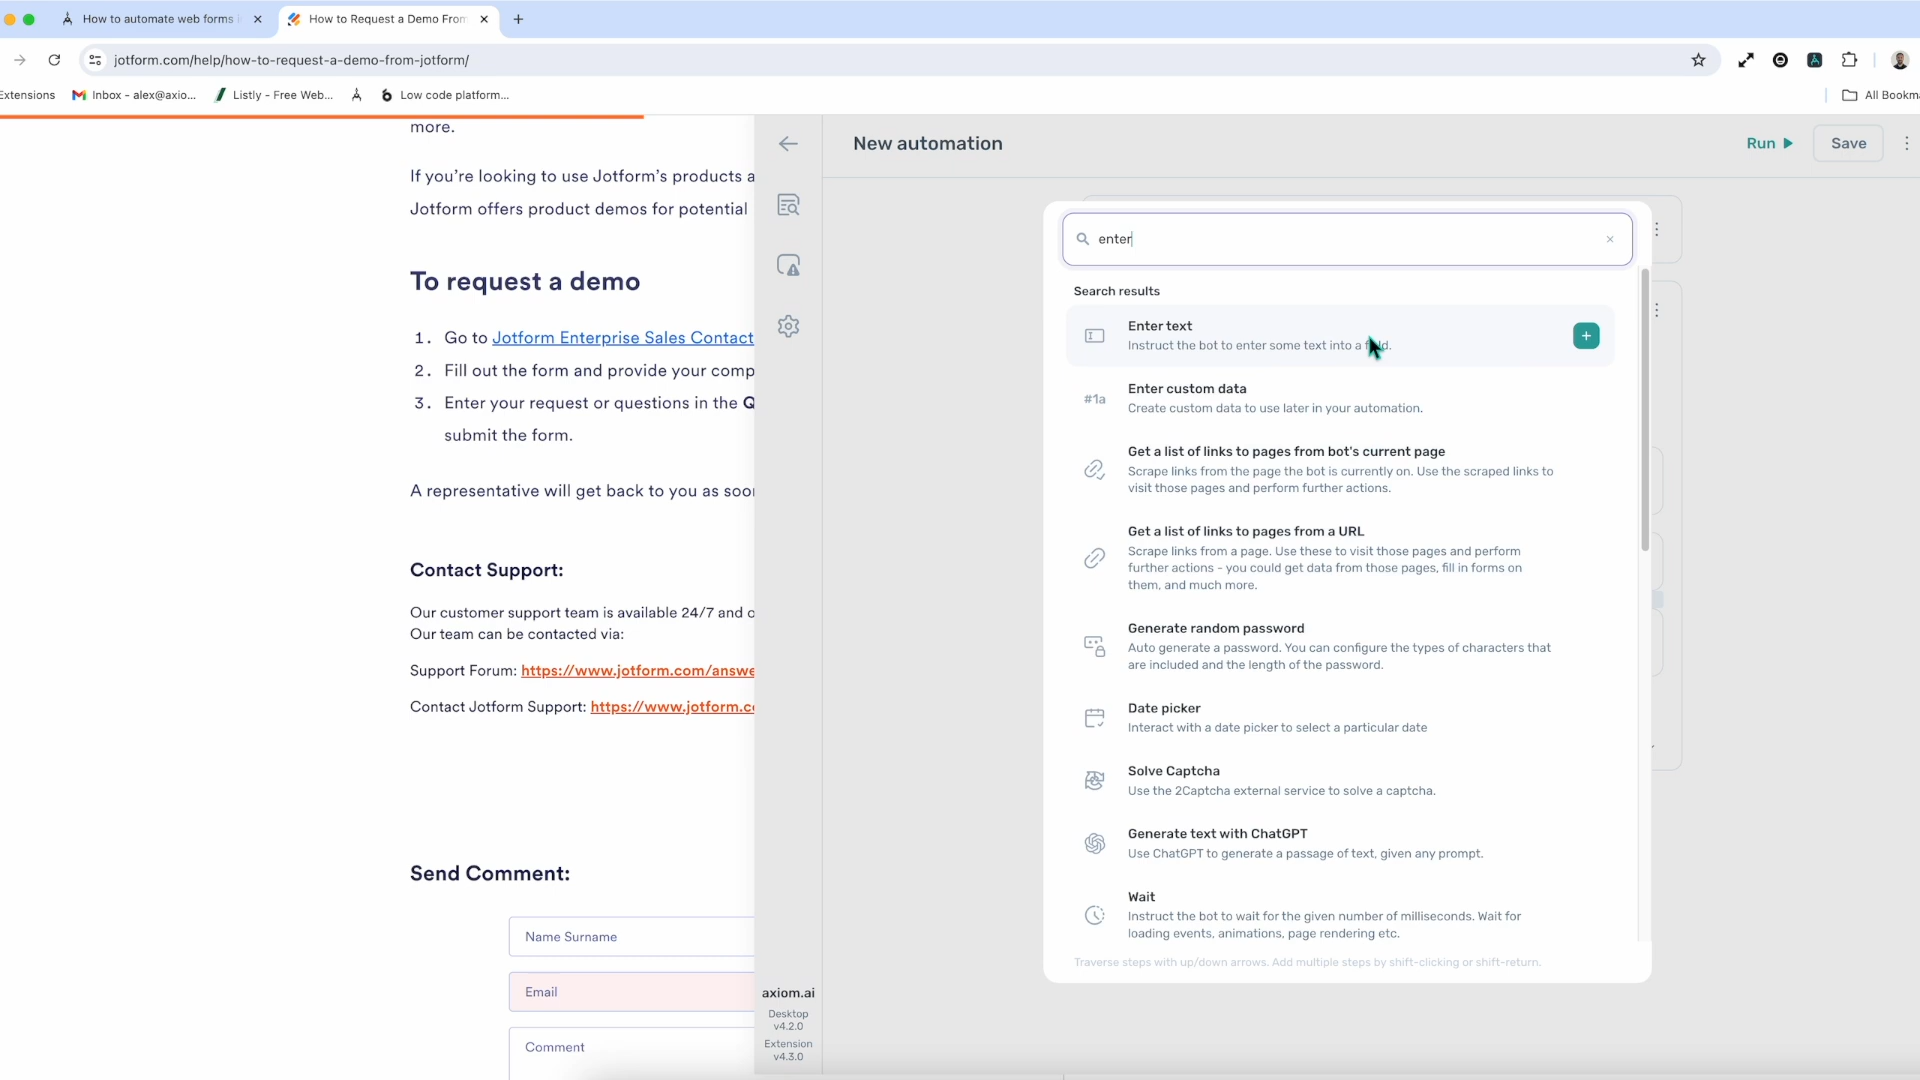 How to automate web forms
How to Request a Demo From
jotform.com/help/how-to-request-a-demo-from-jotform/
Extensions
Inbox - alex@axio...
Listly - Free Web...
Low code platform...
All Bookma
more.
If you're looking to use Jotform's products a
Jotform offers product demos for potential
To request a demo
1. Go to Jotform Enterprise Sales Contact
2. Fill out the form and provide your comp
3. Enter your request or questions in the Q
submit the form.
A representative will get back to you as soo
Contact Support:
Our customer support team is available 24/7 and o
Our team can be contacted via:
Support Forum: https://www.jotform.com/answe
Contact Jotform Support: https://www.jotform.c
Send Comment:
Name Surname
Email
Comment
axiom.ai
Desktop
v4.2.0
Extension
v4.3.0
New automation
Run
Save
enter
Search results
Enter text
Instruct the bot to enter some text into a field.
#1a
Enter custom data
Create custom data to use later in your automation.
Get a list of links to pages from bot's current page
Scrape links from the page the bot is currently on. Use the scraped links to
visit those pages and perform further actions.
Get a list of links to pages from a URL
Scrape links from a page. Use these to visit those pages and perform
further actions - you could get data from those pages, fill in forms on
them, and much more.
Generate random password
Auto generate a password. You can configure the types of characters that
are included and the length of the password.
Date picker
Interact with a date picker to select a particular date
Solve Captcha
Use the 2Captcha external service to solve a captcha.
Generate text with ChatGPT
Use ChatGPT to generate a passage of text, given any prompt.
Wait
Instruct the bot to wait for the given number of milliseconds. Wait for
loading events, animations, page rendering etc.
Traverse steps with up/down arrows. Add multiple steps by shift-clicking or shift-return.